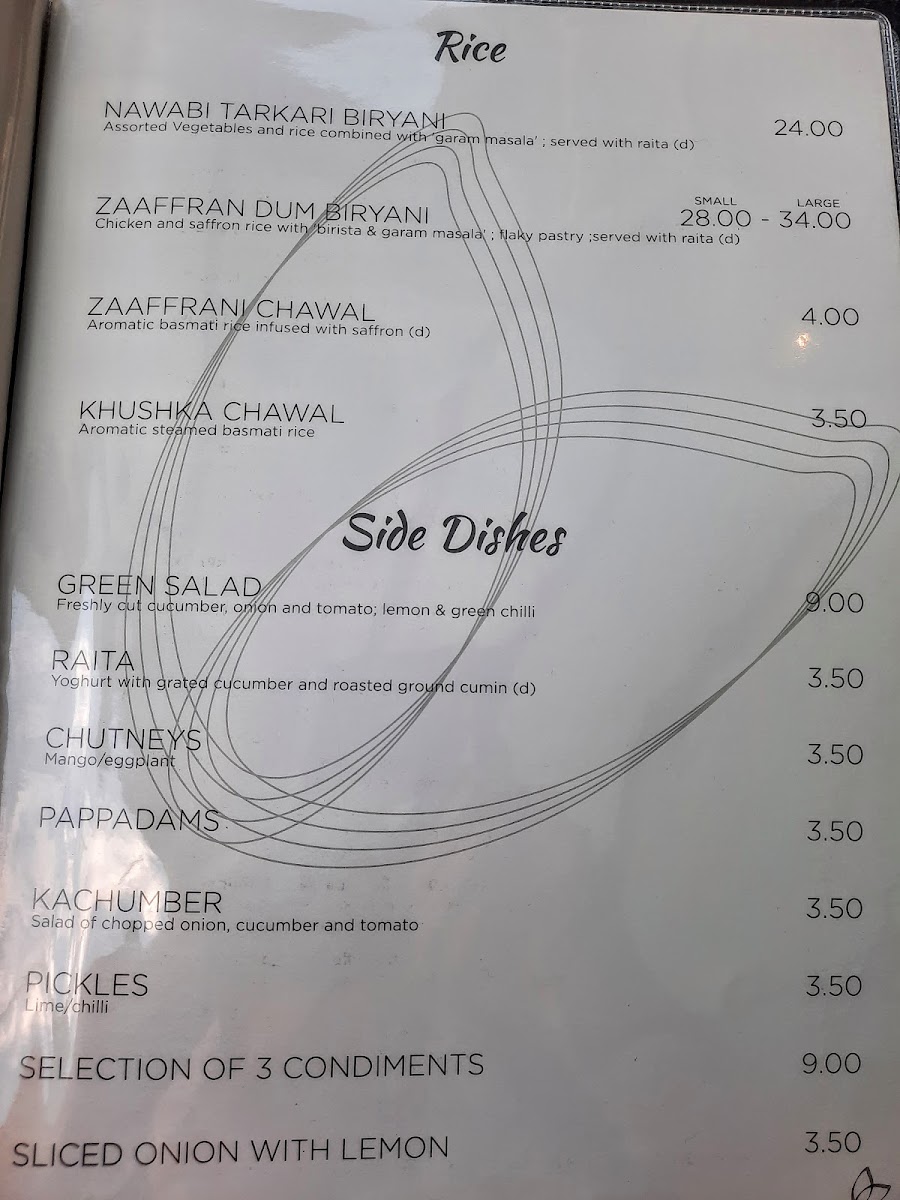 Rice
NAWABI TARKARI BIRYANI 24.00
Assorted Vegetables and rice combined with 'garam masala' ; served with raita (d)
SMALL LARGE
ZAAFFRAN DUM BIRYANI 28.00 - 34.00
Chicken and saffron rice with 'birista & garam masala' ; flaky pastry ;served with raita (d)
ZAAFFRANI CHAWAL 4.00
Aromatic basmati rice infused with saffron (d)
KHUSHKA CHAWAL 3.50
Aromatic steamed basmati rice
Side Dishes
GREEN SALAD 9.00
Freshly cut cucumber, onion and tomato; lemon & green chilli
RAITA 3.50
Yoghurt with grated cucumber and roasted ground cumin (d)
CHUTNEYS 3.50
Mango/eggplant
PAPPADAMS 3.50
KACHUMBER 3.50
Salad of chopped onion, cucumber and tomato
PICKLES 3.50
Lime/chilli
SELECTION OF 3 CONDIMENTS 9.00
SLICED ONION WITH LEMON 3.50